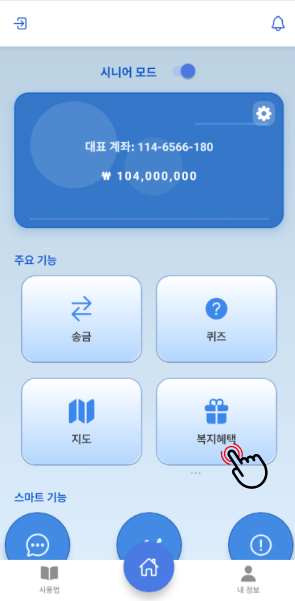 시니어 모드
대표 계좌: 114-6566-180
₩ 104,000,000
주요 기능
송금
퀴즈
지도
복지혜택
스마트 기능
사용법
내 정보